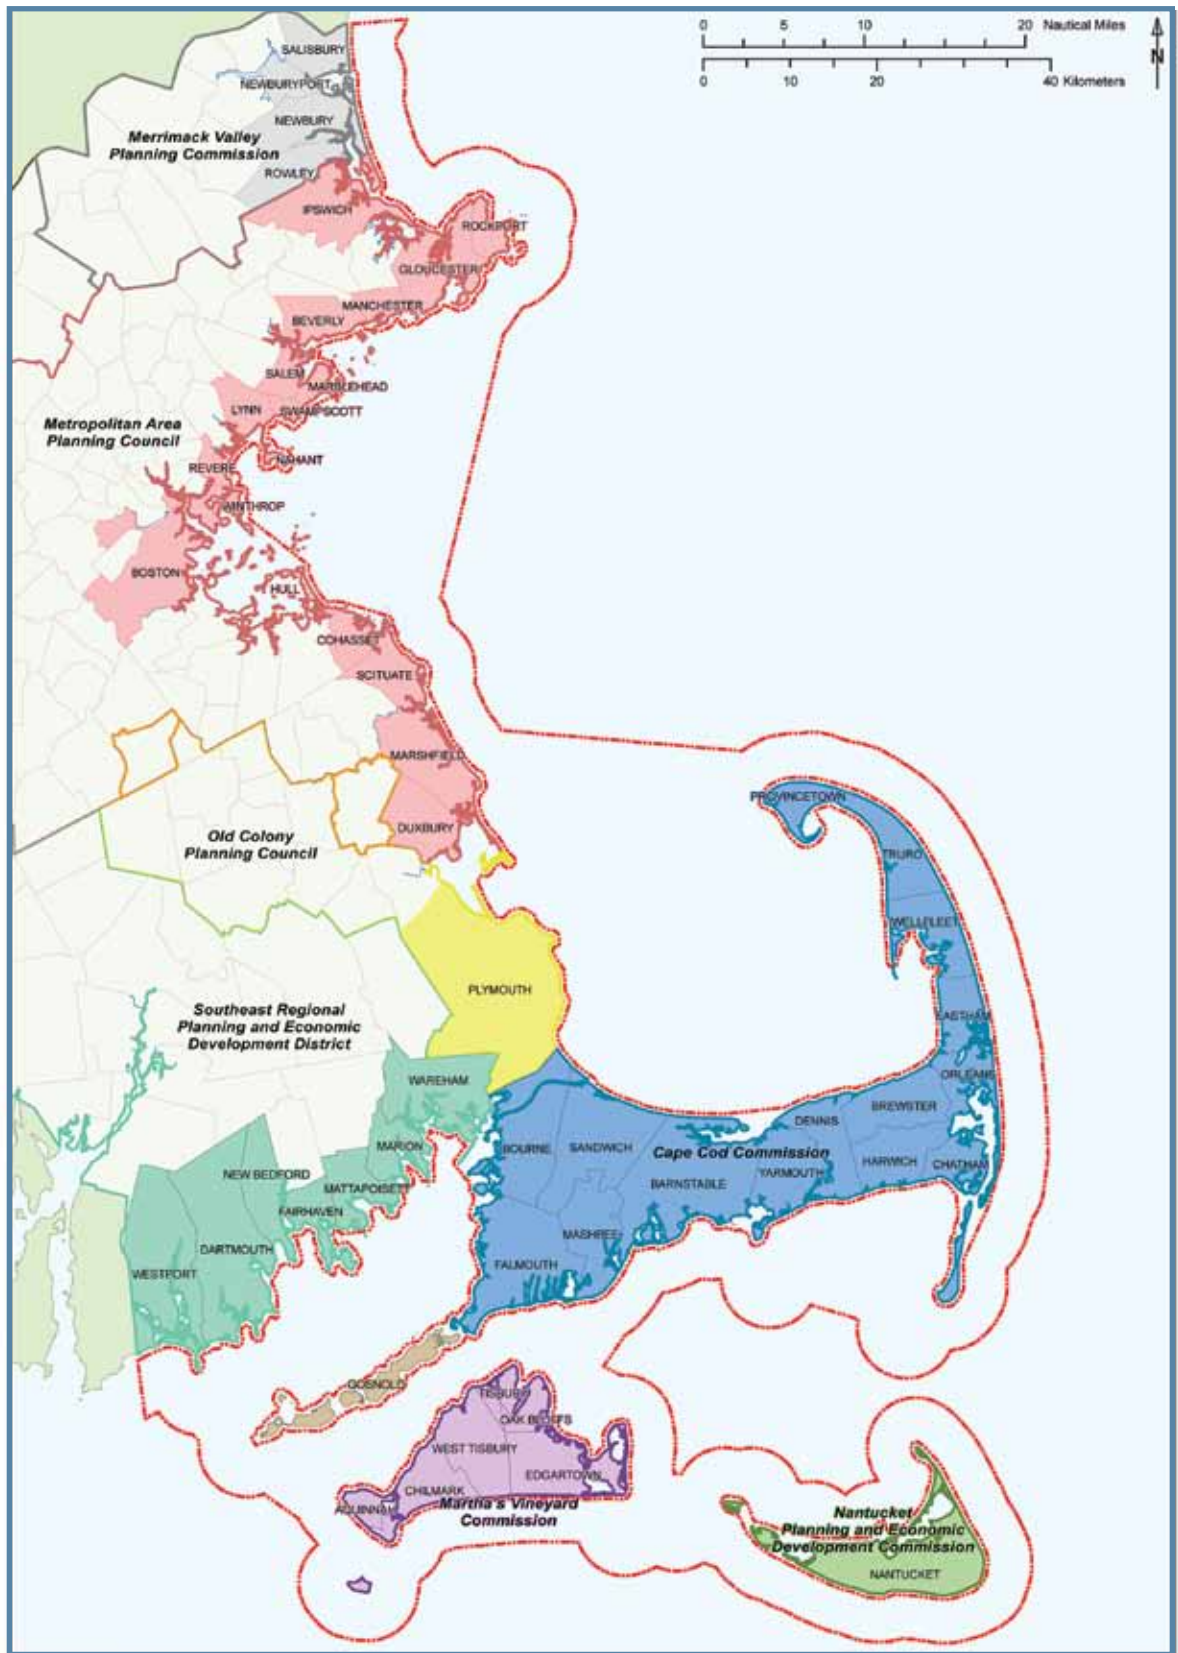 0 5 10 20 Nautical Miles
N
0 10 20 40 Kilometers
SALISBURY
NEWBURYPORT
NEWBURY
Merrimack Valley
Planning Commission
ROWLEY
IPSWICH
ROCKPORT
GLOUCESTER
MANCHESTER
BEVERLY
SALEM
MARBLEHEAD
LYNN
SWAMPSCOTT
Metropolitan Area
Planning Council
NAHANT
REVERE
WINTHROP
BOSTON
HULL
COHASSET
SCITUATE
MARSHFIELD
PROVINCETOWN
DUXBURY
Old Colony
Planning Council
TRURO
WELLFLEET
PLYMOUTH
Southeast Regional
Planning and Economic
Development District
EASTHAM
ORLEANS
WAREHAM
BREWSTER
DENNIS
MARION
BOURNE
SANDWICH
Cape Cod Commission
HARWICH
CHATHAM
NEW BEDFORD
YARMOUTH
MATTAPOISETT
BARNSTABLE
FAIRHAVEN
MASHPEE
DARTMOUTH
FALMOUTH
WESTPORT
GOSNOLD
TISBURY
OAK BLUFFS
WEST TISBURY
EDGARTOWN
CHILMARK
AQUINNAH
Martha's Vineyard
Commission
Nantucket
Planning and Economic
Development Commission
NANTUCKET